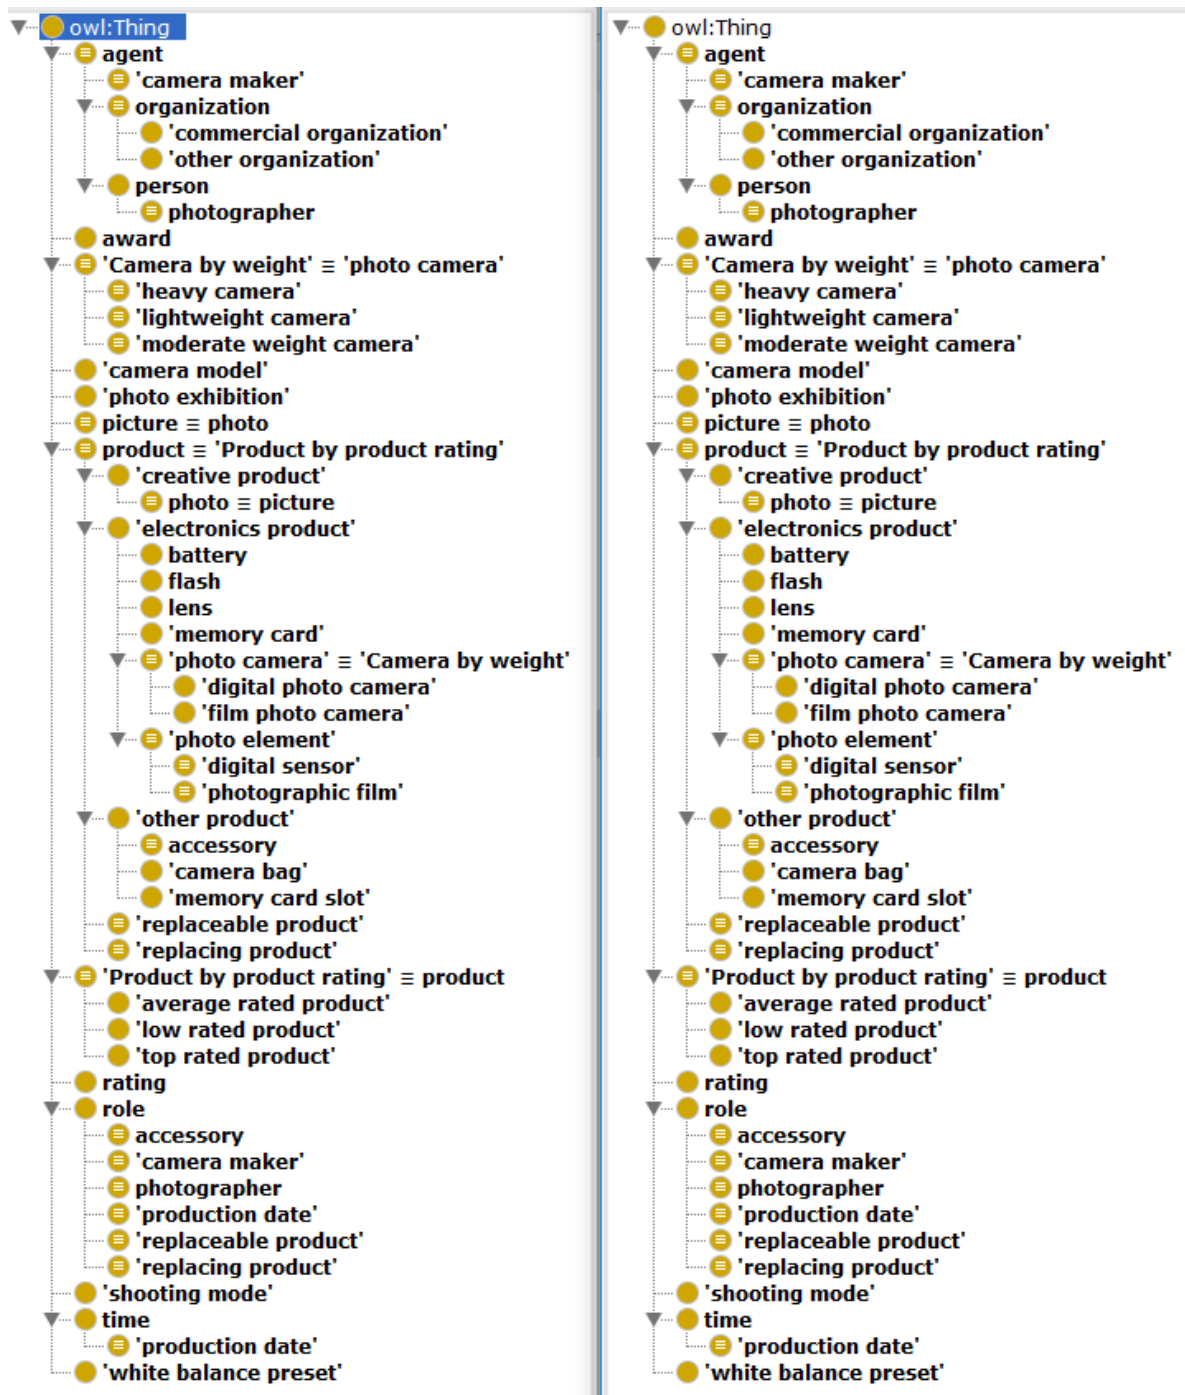 owl:Thing
agent
'camera maker'
organization
'commercial organization'
'other organization'
person
photographer
award
'Camera by weight' ≡ 'photo camera'
'heavy camera'
'lightweight camera'
'moderate weight camera'
'camera model'
'photo exhibition'
picture ≡ photo
product ≡ 'Product by product rating'
'creative product'
photo ≡ picture
'electronics product'
battery
flash
lens
'memory card'
'photo camera' ≡ 'Camera by weight'
'digital photo camera'
'film photo camera'
'photo element'
'digital sensor'
'photographic film'
'other product'
accessory
'camera bag'
'memory card slot'
'replaceable product'
'replacing product'
'Product by product rating' ≡ product
'average rated product'
'low rated product'
'top rated product'
rating
role
accessory
'camera maker'
photographer
'production date'
'replaceable product'
'replacing product'
'shooting mode'
time
'production date'
'white balance preset'
owl:Thing
agent
'camera maker'
organization
'commercial organization'
'other organization'
person
photographer
award
'Camera by weight' ≡ 'photo camera'
'heavy camera'
'lightweight camera'
'moderate weight camera'
'camera model'
'photo exhibition'
picture ≡ photo
product ≡ 'Product by product rating'
'creative product'
photo ≡ picture
'electronics product'
battery
flash
lens
'memory card'
'photo camera' ≡ 'Camera by weight'
'digital photo camera'
'film photo camera'
'photo element'
'digital sensor'
'photographic film'
'other product'
accessory
'camera bag'
'memory card slot'
'replaceable product'
'replacing product'
'Product by product rating' ≡ product
'average rated product'
'low rated product'
'top rated product'
rating
role
accessory
'camera maker'
photographer
'production date'
'replaceable product'
'replacing product'
'shooting mode'
time
'production date'
'white balance preset'